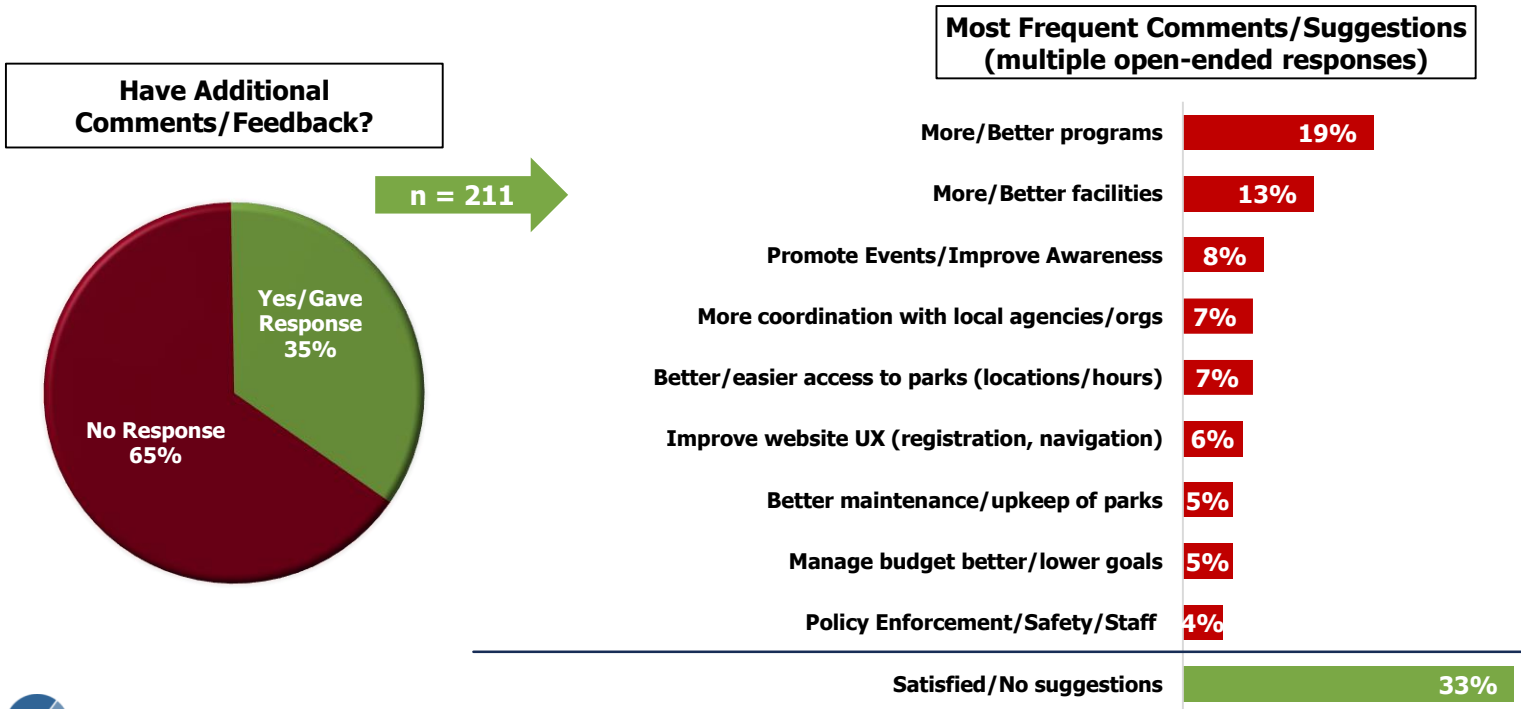 Have Additional
Comments/Feedback?
Yes/Gave
Response
35%
No Response
65%
n = 211
Most Frequent Comments/Suggestions
(multiple open-ended responses)
More/Better programs 19%
More/Better facilities 13%
Promote Events/Improve Awareness 8%
More coordination with local agencies/orgs 7%
Better/easier access to parks (locations/hours) 7%
Improve website UX (registration, navigation) 6%
Better maintenance/upkeep of parks 5%
Manage budget better/lower goals 5%
Policy Enforcement/Safety/Staff 4%
Satisfied/No suggestions 33%